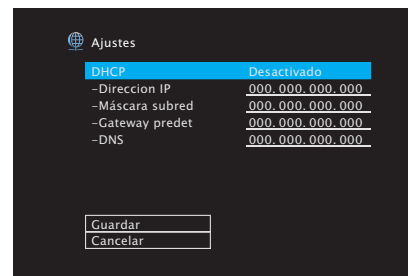 Ajustes
DHCP Desactivado
–Direccion IP 000.000.000.000
–Máscara subred 000.000.000.000
–Gateway predet 000.000.000.000
–DNS 000.000.000.000
Guardar
Cancelar